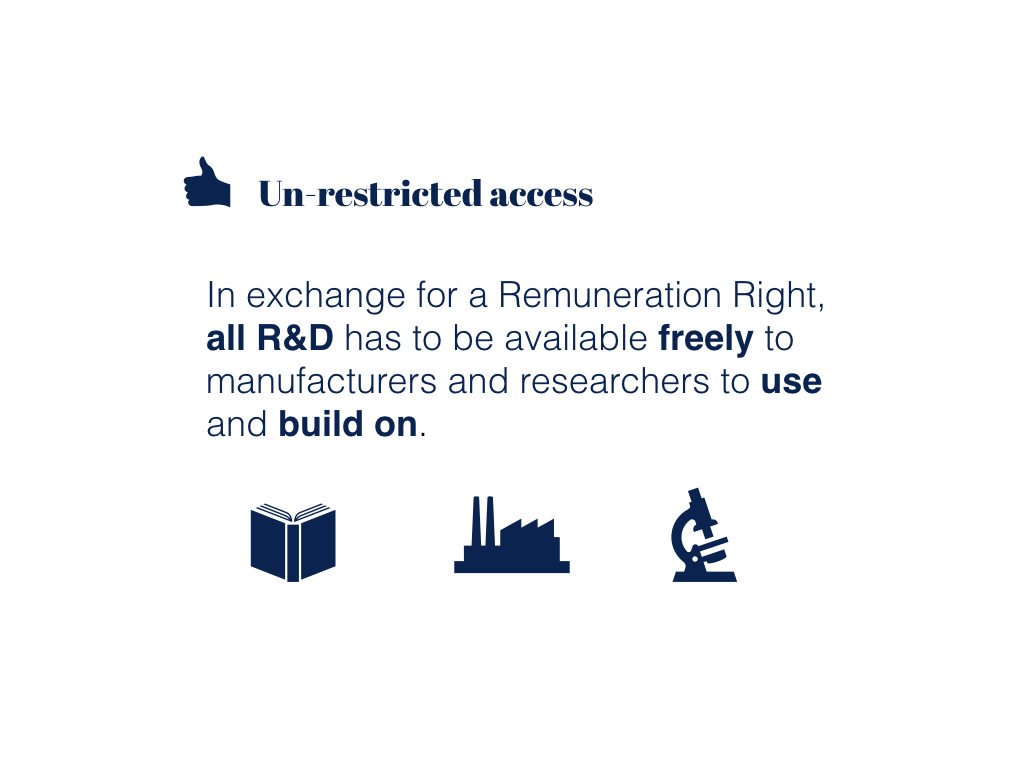 Un-restricted access
In exchange for a Remuneration Right,
all R&D has to be available freely to
manufacturers and researchers to use
and build on.